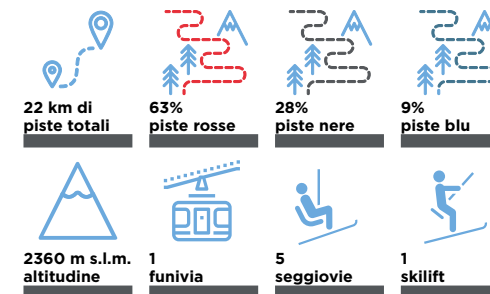 22 km di
piste totali
63%
piste rosse
28%
piste nere
9%
piste blu
2360 m s.l.m.
altitudine
1
funivia
5
seggiovie
1
skilift